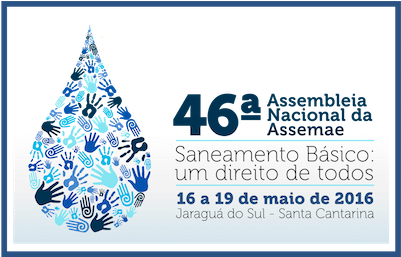 46ª Assembleia
Nacional da
Assemae
Saneamento Básico:
um direito de todos
16 a 19 de maio de 2016
Jaraguá do Sul - Santa Cantarina